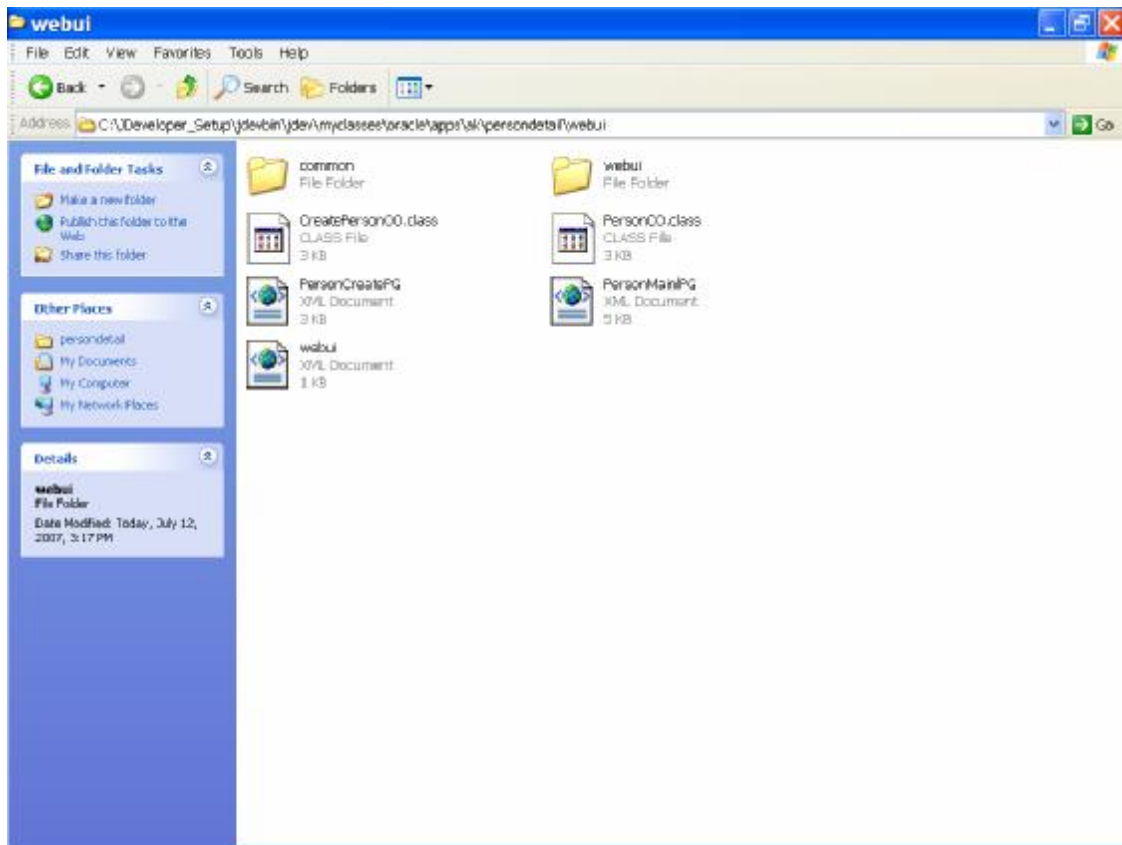 webui
File Edit View Favorites Tools Help
Back Search Folders
Address C:\JDeveloper_Setup\jdevbin\jdev\myclasses\oracle\apps\ak\persondetail\webui Go
File and Folder Tasks
Make a new folder
Publish this folder to the
Web
Share this folder
Other Places
persondetail
My Documents
My Computer
My Network Places
Details
webui
File Folder
Date Modified: Today, July 12,
2007, 3:17 PM
common
File Folder
webui
File Folder
CreatePersonCO.class
CLASS File
3 KB
PersonCO.class
CLASS File
3 KB
PersonCreatePG
XML Document
3 KB
PersonMainPG
XML Document
5 KB
webui
XML Document
1 KB